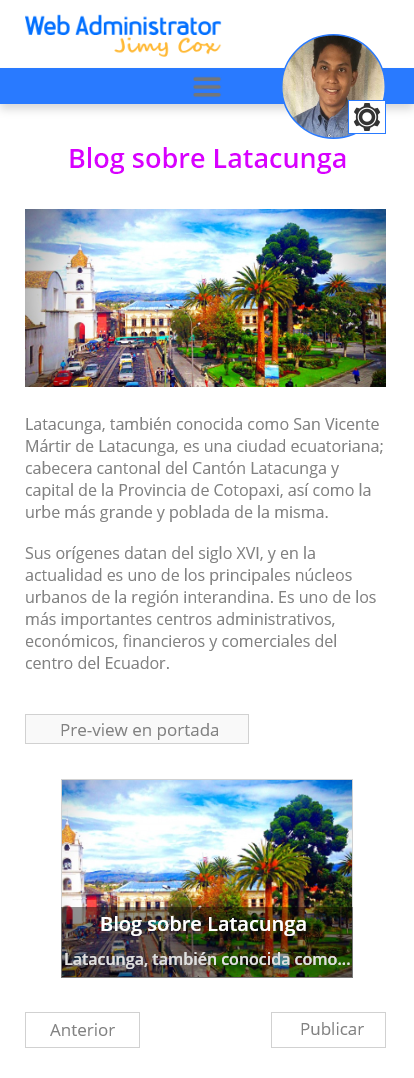 Web Administrator
Jimy Cox
Blog sobre Latacunga
Latacunga, también conocida como San Vicente
Mártir de Latacunga, es una ciudad ecuatoriana;
cabecera cantonal del Cantón Latacunga y
capital de la Provincia de Cotopaxi, así como la
urbe más grande y poblada de la misma.
Sus orígenes datan del siglo XVI, y en la
actualidad es uno de los principales núcleos
urbanos de la región interandina. Es uno de los
más importantes centros administrativos,
económicos, financieros y comerciales del
centro del Ecuador.
Pre-view en portada
Blog sobre Latacunga
Latacunga, también conocida como...
Anterior
Publicar